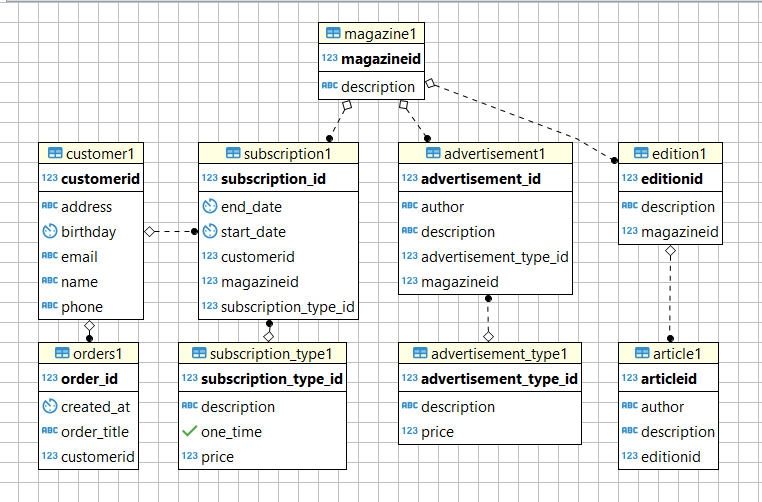 magazine1
123 magazineid
ABC description
customer1
123 customerid
ABC address
birthday
ABC email
ABC name
ABC phone
subscription1
123 subscription_id
end_date
start_date
123 customerid
123 magazineid
123 subscription_type_id
advertisement1
123 advertisement_id
ABC author
ABC description
123 advertisement_type_id
123 magazineid
edition1
123 editionid
ABC description
123 magazineid
orders1
123 order_id
created_at
ABC order_title
123 customerid
subscription_type1
123 subscription_type_id
ABC description
one_time
123 price
advertisement_type1
123 advertisement_type_id
ABC description
123 price
article1
123 articleid
ABC author
ABC description
123 editionid